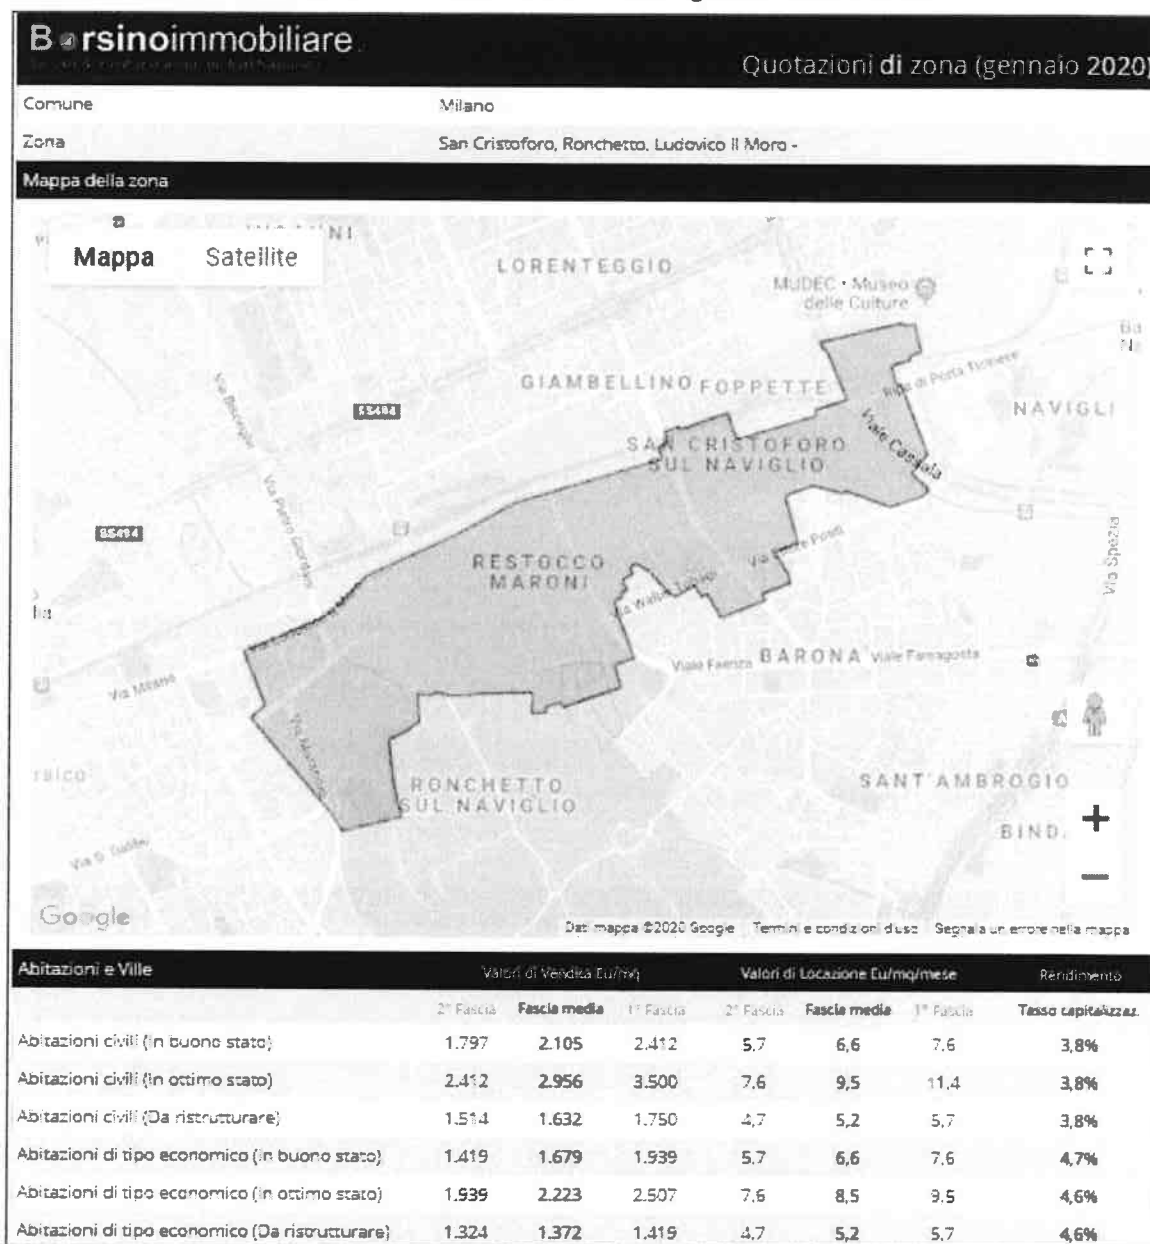 Borsinoimmobiliare
Quotazioni di zona (gennaio 2020)
Comune Milano
Zona San Cristoforo, Ronchetto, Ludovico Il Moro -
Mappa della zona
Mappa Satellite
LORENTEGGIO
MUDEC • Museo
delle Culture
GIAMBELLINO FOPPETTE
Ripa di Porta Ticinese
NAVIGLI
SS494
Via Bisceglie
Viale Cassala
SAN CRISTOFORO
SUL NAVIGLIO
Via Pietro Giordani
SS494
RESTOCCO
MARONI
Via Spezia
Viale Faenza BARONA Viale Famagosta
Via Milano
RONCHETTO
SUL NAVIGLIO
SANT'AMBROGIO
BIND
Google
Dati mappa ©2020 Google Termini e condizioni d'uso Segnala un errore nella mappa
Abitazioni e Ville Valori di Vendita Eu/mq Valori di Locazione Eu/mq/mese Rendimento
2° Fascia Fascia media 1° Fascia 2° Fascia Fascia media 1° Fascia Tasso capitalizzaz.
Abitazioni civili (in buono stato) 1.797 2.105 2.412 5,7 6,6 7,6 3,8%
Abitazioni civili (in ottimo stato) 2.412 2.956 3.500 7,6 9,5 11,4 3,8%
Abitazioni civili (Da ristrutturare) 1.514 1.632 1.750 4,7 5,2 5,7 3,8%
Abitazioni di tipo economico (in buono stato) 1.419 1.679 1.939 5,7 6,6 7,6 4,7%
Abitazioni di tipo economico (in ottimo stato) 1.939 2.223 2.507 7,6 8,5 9,5 4,6%
Abitazioni di tipo economico (Da ristrutturare) 1.324 1.372 1.419 4,7 5,2 5,7 4,6%